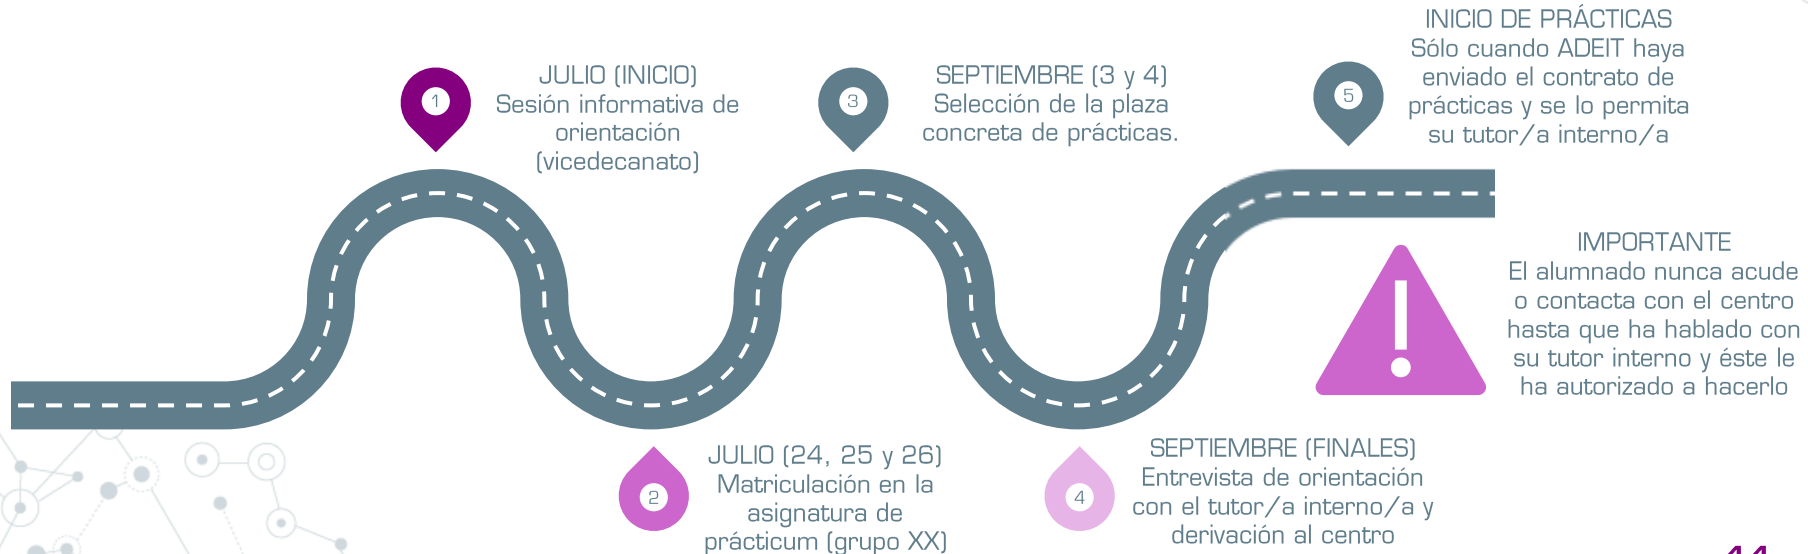 1
JULIO (INICIO)
Sesión informativa de
orientación
(vicedecanato)
2
JULIO (24, 25 y 26)
Matriculación en la
asignatura de
prácticum (grupo XX)
3
SEPTIEMBRE (3 y 4)
Selección de la plaza
concreta de prácticas.
4
SEPTIEMBRE (FINALES)
Entrevista de orientación
con el tutor/a interno/a y
derivación al centro
5
INICIO DE PRÁCTICAS
Sólo cuando ADEIT haya
enviado el contrato de
prácticas y se lo permita
su tutor/a interno/a
IMPORTANTE
El alumnado nunca acude
o contacta con el centro
hasta que ha hablado con
su tutor interno y éste le
ha autorizado a hacerlo